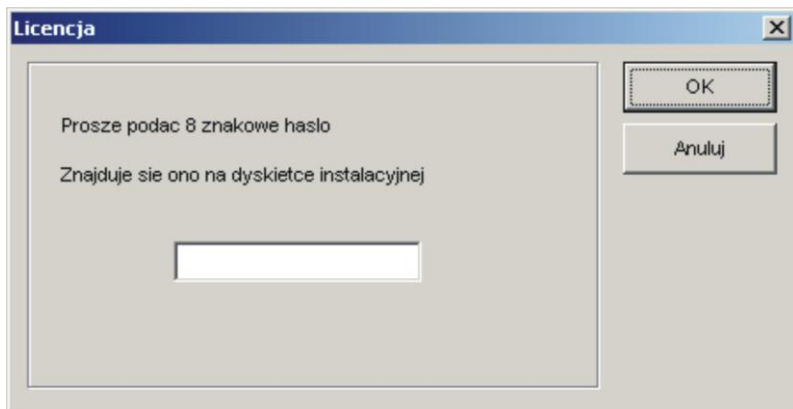 Licencja
OK
Prosze podac 8 znakowe haslo
Anuluj
Znajduje sie ono na dyskietce instalacyjnej